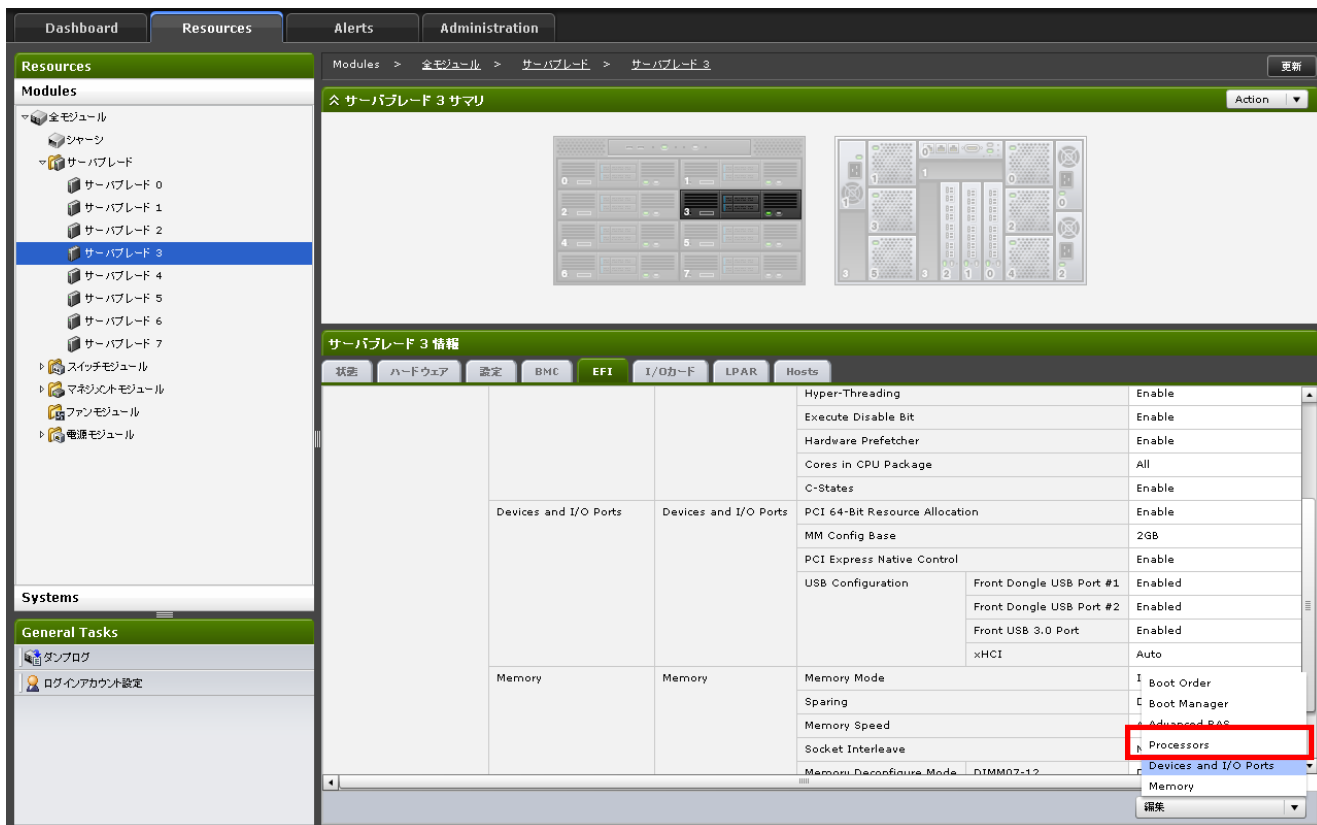 Dashboard
Resources
Alerts
Administration
Resources
Modules
全モジュール
シャーシ
サーバブレード
サーバブレード 0
サーバブレード 1
サーバブレード 2
サーバブレード 3
サーバブレード 4
サーバブレード 5
サーバブレード 6
サーバブレード 7
スイッチモジュール
マネジメントモジュール
ファンモジュール
電源モジュール
Systems
General Tasks
ダンプログ
ログインアカウント設定
Modules > 全モジュール > サーバブレード > サーバブレード 3
更新
サーバブレード 3 サマリ
Action
0 1
2 3
4 5
6 7
サーバブレード 3 情報
状態 ハードウェア 設定 BMC EFI I/Oカード LPAR Hosts
Hyper-Threading Enable
Execute Disable Bit Enable
Hardware Prefetcher Enable
Cores in CPU Package All
C-States Enable
Devices and I/O Ports Devices and I/O Ports PCI 64-Bit Resource Allocation Enable
MM Config Base 2GB
PCI Express Native Control Enable
USB Configuration Front Dongle USB Port #1 Enabled
Front Dongle USB Port #2 Enabled
Front USB 3.0 Port Enabled
xHCI Auto
Memory Memory Memory Mode
Sparing
Memory Speed
Socket Interleave
Memory Deconfigure Mode DIMM07-12
Boot Order
Boot Manager
Advanced RAS
Processors
Devices and I/O Ports
Memory
編集